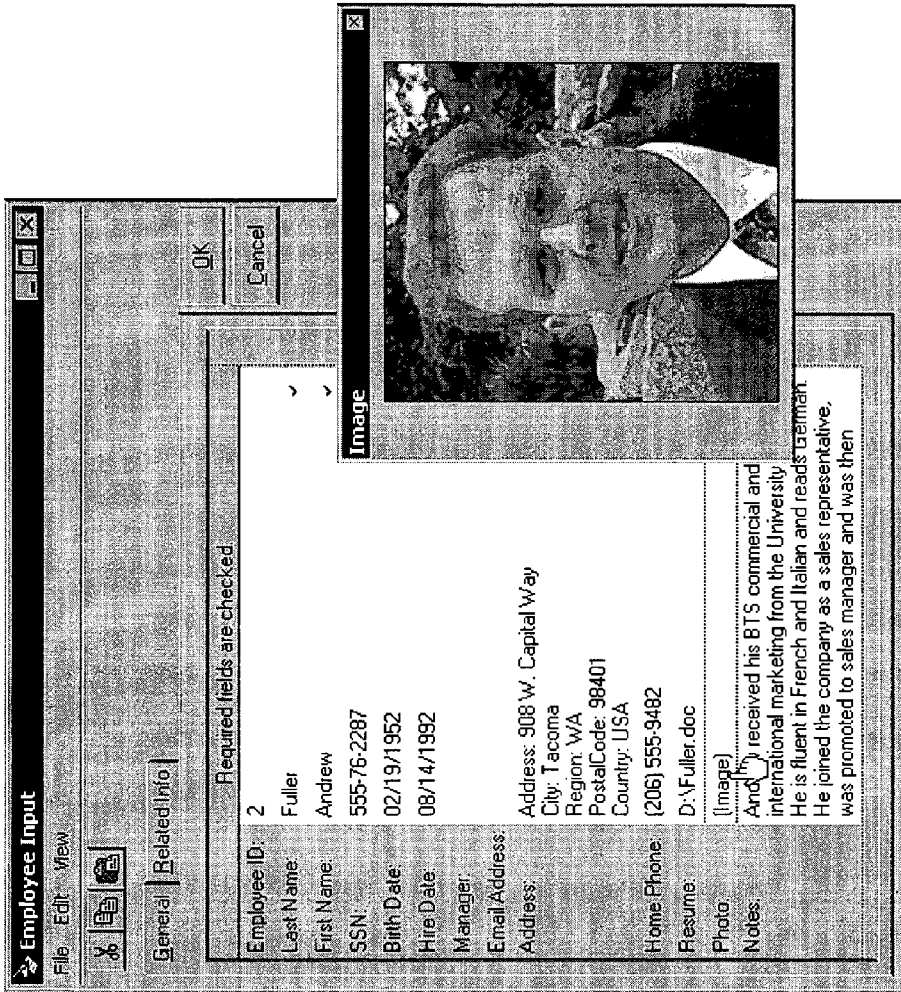 Employee Input
File Edit View
General Related Info
Required fields are checked.
OK
Cancel
Employee ID: 2
Last Name: Fuller
First Name: Andrew
SSN: 555-76-2287
Birth Date: 02/19/1952
Hire Date: 08/14/1992
Manager:
Email Address:
Address: Address: 908 W. Capital Way
City: Tacoma
Region: WA
PostalCode: 98401
Country: USA
Home Phone: (206) 555-9482
Resume: D:\Fuller.doc
Photo: (Image)
Notes: received his BTS commercial and
international marketing from the University
He is fluent in French and Italian and reads German.
He joined the company as a sales representative,
was promoted to sales manager and was then
Image